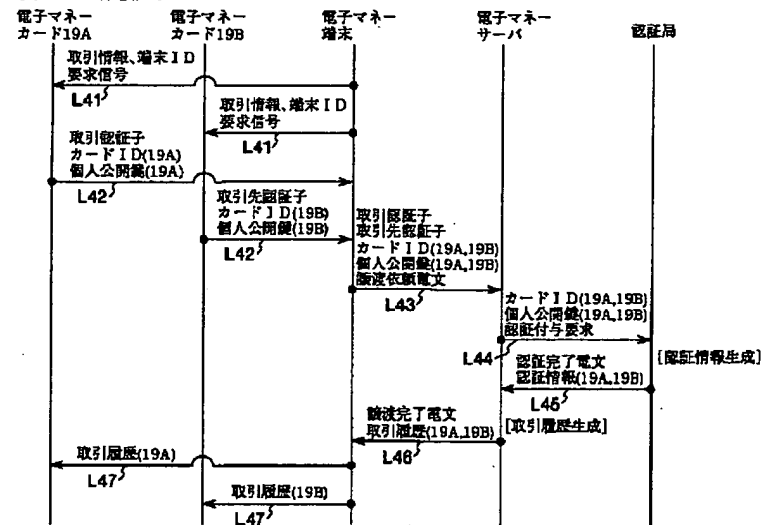 電子マネー
カード19A
電子マネー
カード19B
電子マネー
端末
電子マネー
サーバ
認証局
取引情報、端末ID
要求信号
L41
取引情報、端末ID
要求信号
L41
取引認証子
カードID(19A)
個人公開鍵(19A)
L42
取引先認証子
カードID(19B)
個人公開鍵(19B)
L42
取引認証子
取引先認証子
カードID(19A,19B)
個人公開鍵(19A,19B)
譲渡依頼電文
L43
カードID(19A,19B)
個人公開鍵(19A,19B)
認証付与要求
L44
[認証情報生成]
認証完了電文
認証情報(19A,19B)
L45
譲渡完了電文
取引履歴(19A,19B)
[取引履歴生成]
L46
取引履歴(19A)
L47
取引履歴(19B)
L47